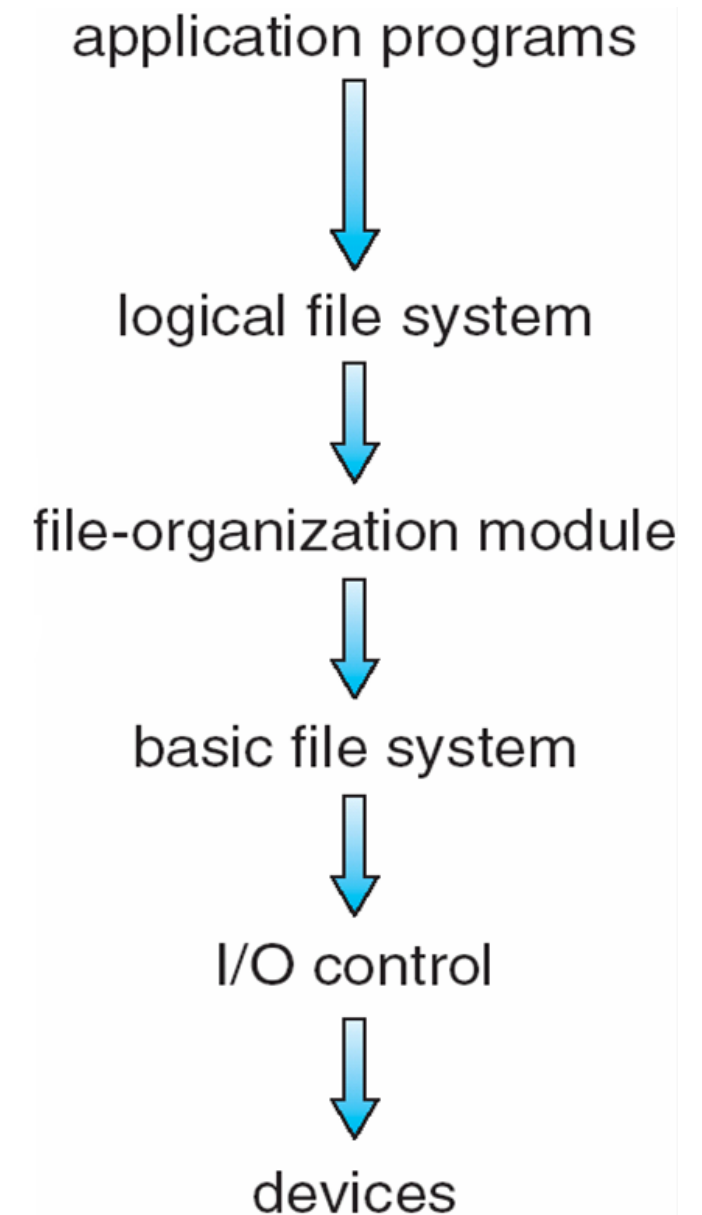 application programs
logical file system
file-organization module
basic file system
I/O control
devices